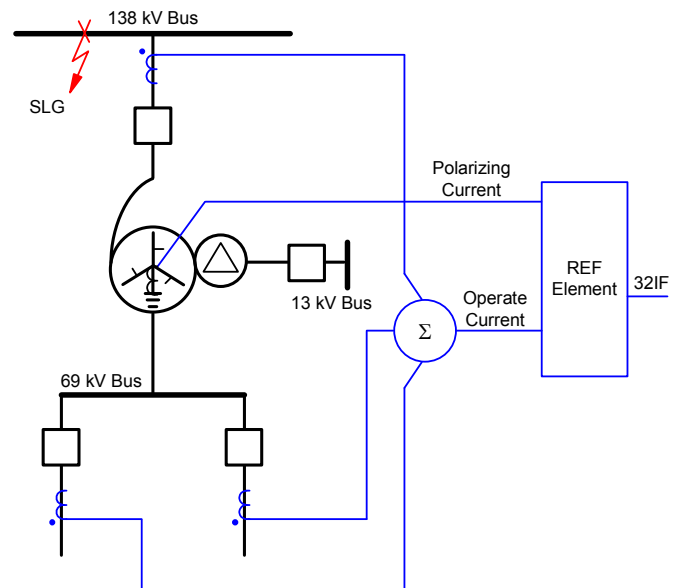 138 kV Bus
SLG
Polarizing
Current
REF
Element
32IF
13 kV Bus
Operate
Current
Σ
69 kV Bus